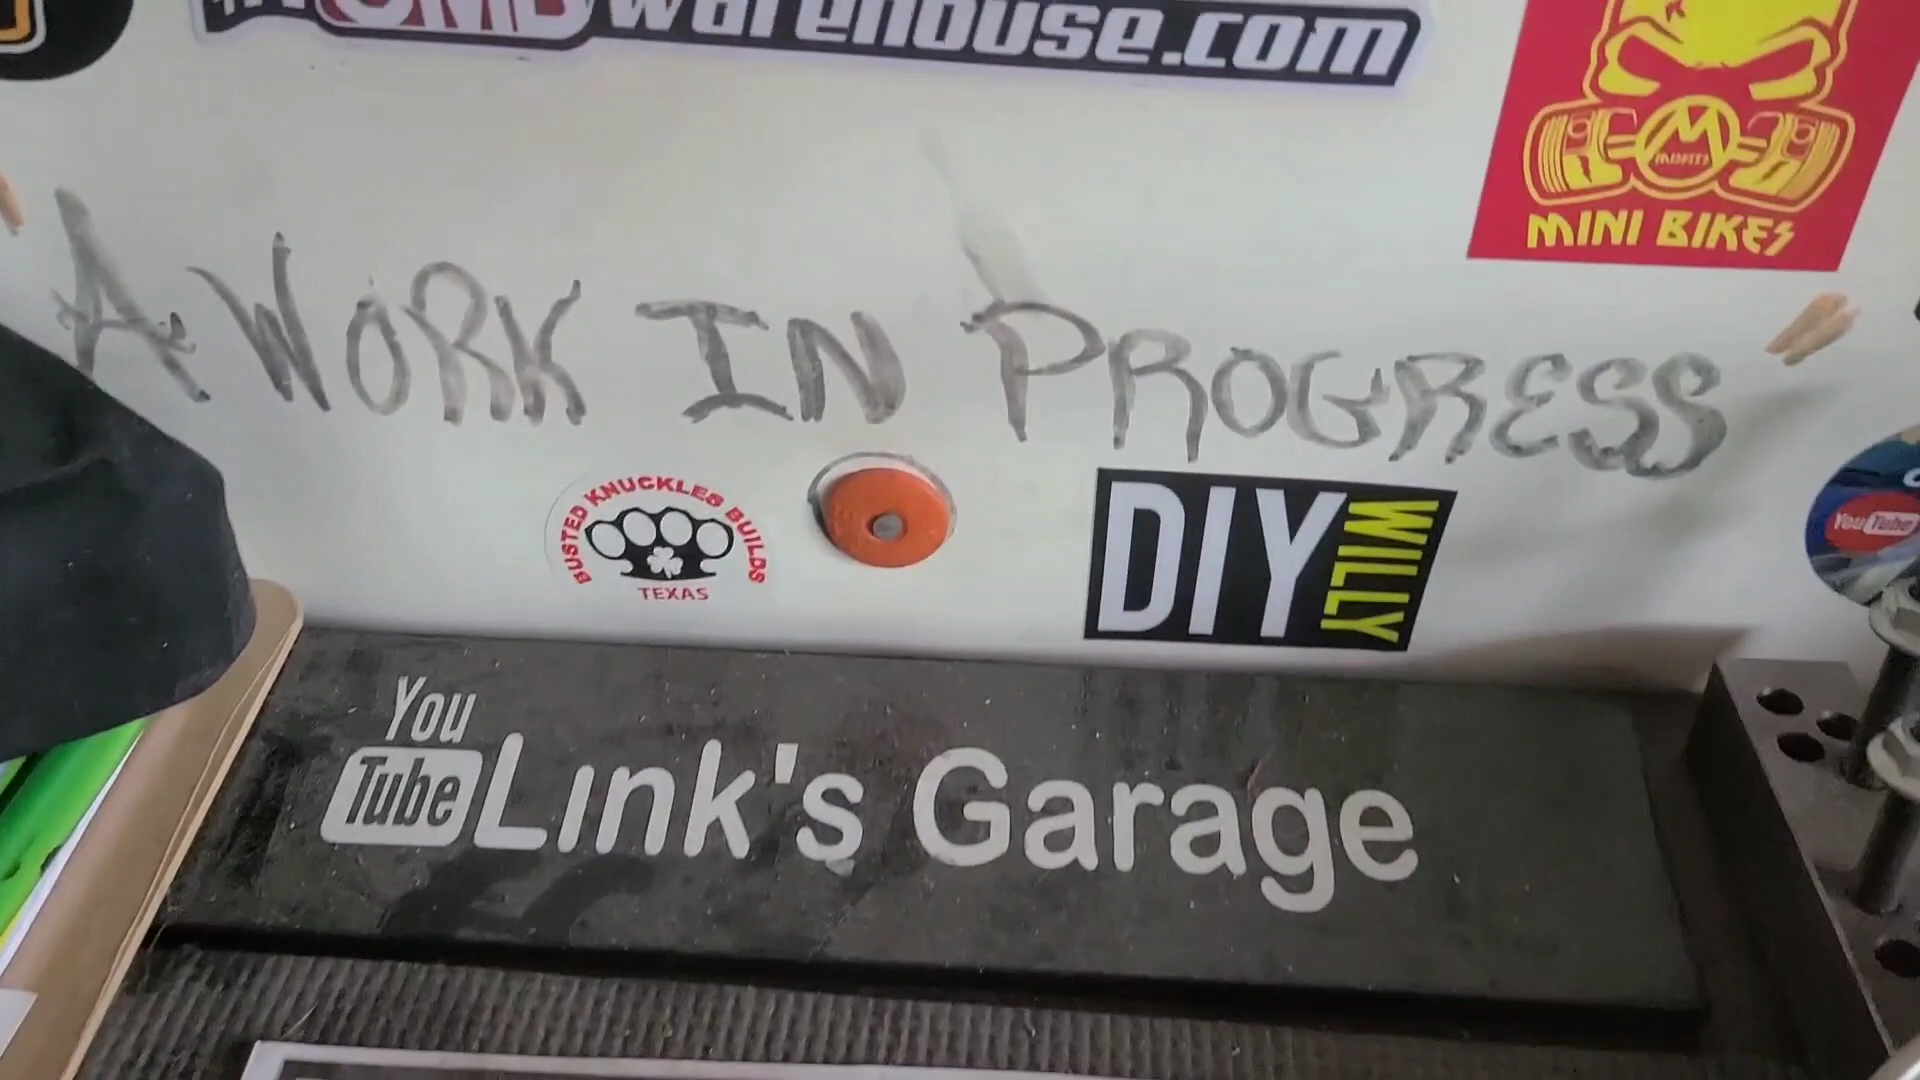 warehouse.com
M
MINI BIKES
A WORK IN PROGRESS
BUSTED KNUCKLES BUILDS
TEXAS
DIY
WILLY
YouTube
You
Tube
Link's Garage